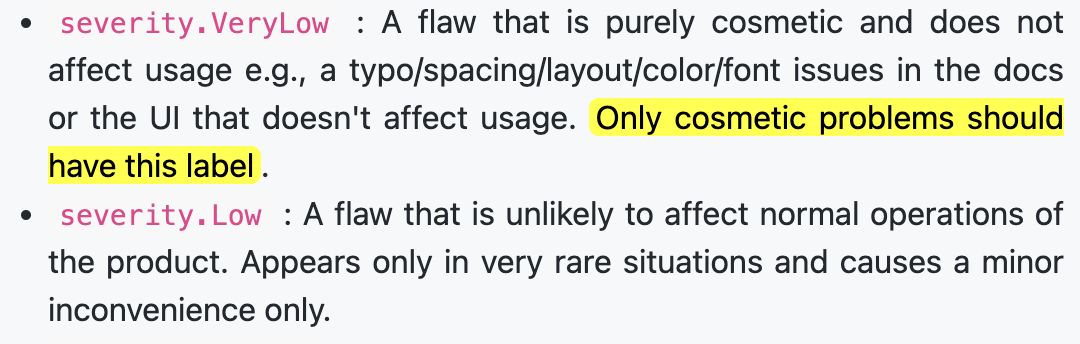 • severity.VeryLow : A flaw that is purely cosmetic and does not
affect usage e.g., a typo/spacing/layout/color/font issues in the docs
or the UI that doesn't affect usage. Only cosmetic problems should
have this label.
• severity.Low : A flaw that is unlikely to affect normal operations of
the product. Appears only in very rare situations and causes a minor
inconvenience only.